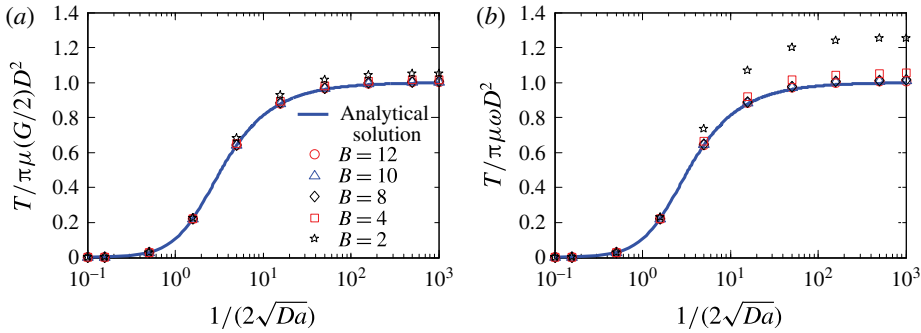 (a)
T/πμ(G/2)D²
1.4
1.2
1.0
0.8
0.6
0.4
0.2
0
10⁻¹ 10⁰ 10¹ 10² 10³
1/(2√Da)
Analytical
solution
B = 12
B = 10
B = 8
B = 4
B = 2
(b)
T/πμωD²
1.4
1.2
1.0
0.8
0.6
0.4
0.2
0
10⁻¹ 10⁰ 10¹ 10² 10³
1/(2√Da)